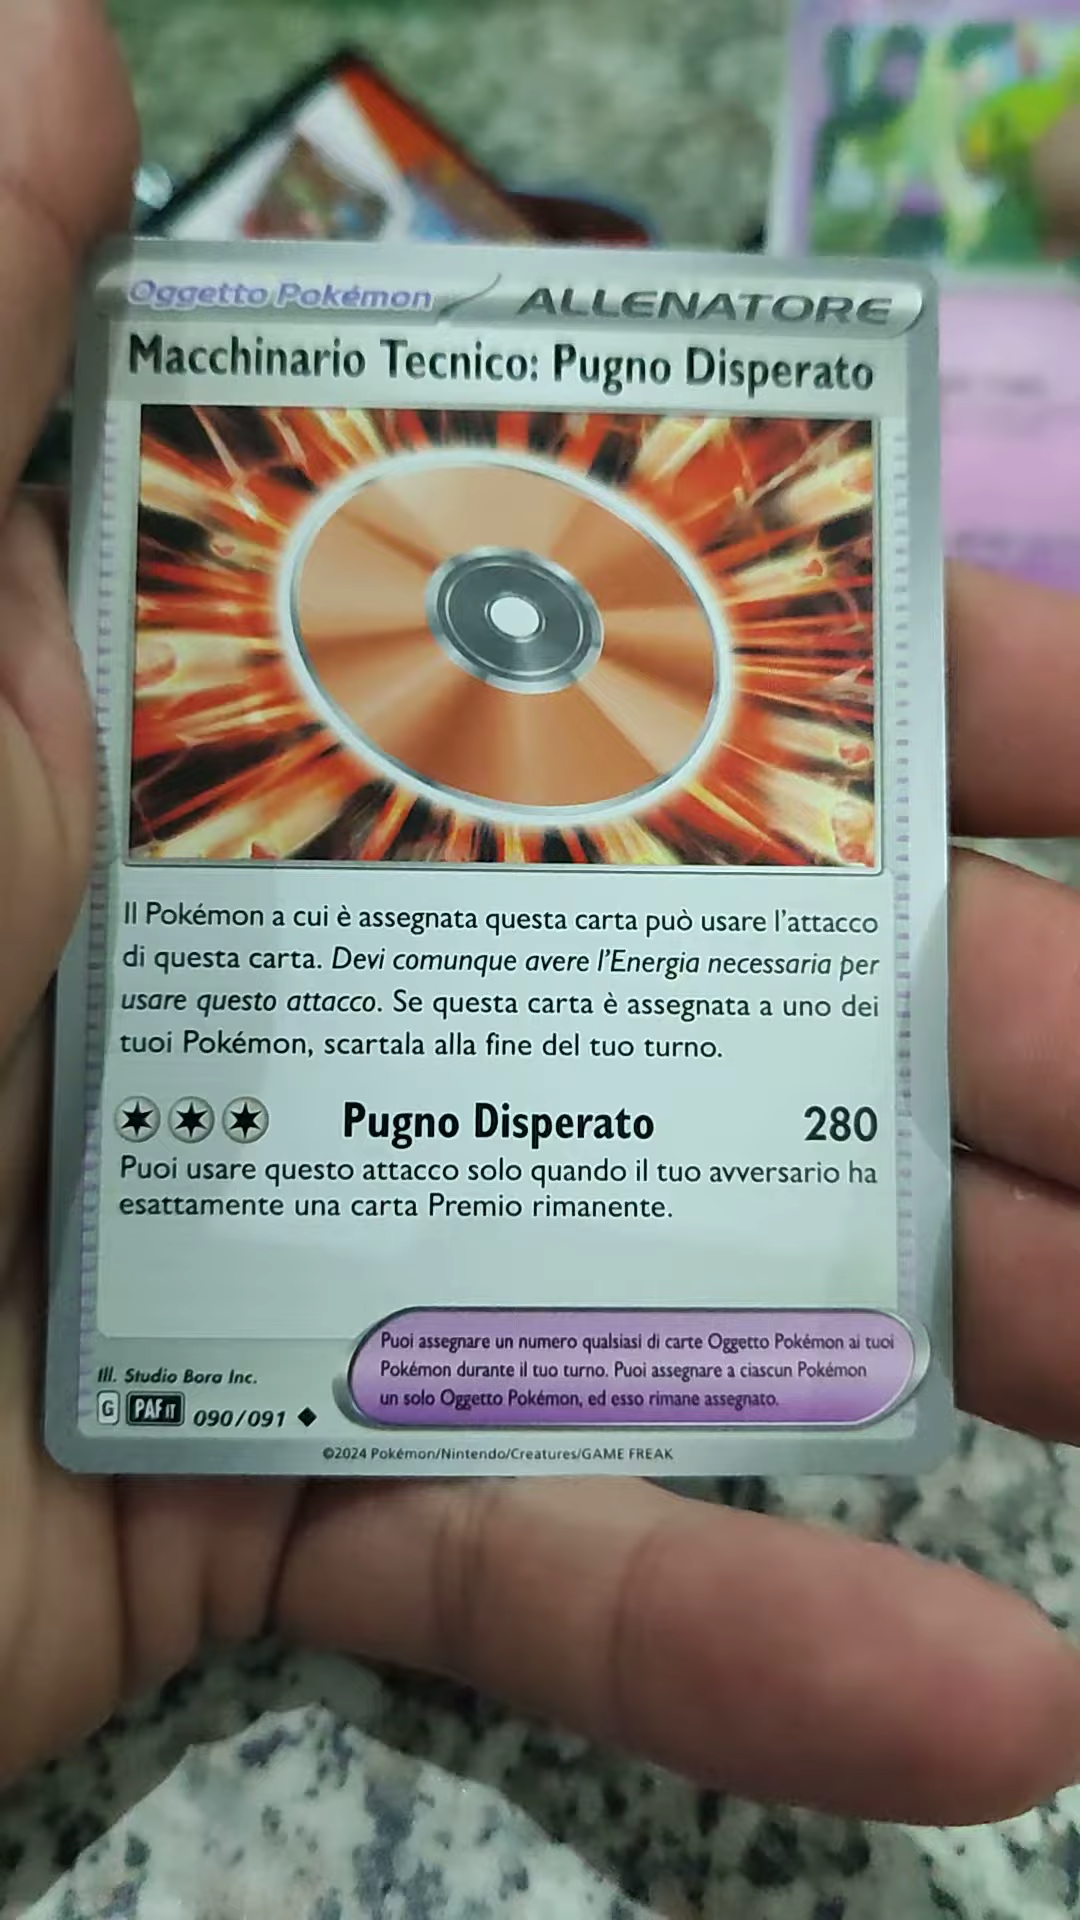 Oggetto Pokémon ALLENATORE
Macchinario Tecnico: Pugno Disperato
Il Pokémon a cui è assegnata questa carta può usare l'attacco
di questa carta. Devi comunque avere l'Energia necessaria per
usare questo attacco. Se questa carta è assegnata a uno dei
tuoi Pokémon, scartala alla fine del tuo turno.
Pugno Disperato 280
Puoi usare questo attacco solo quando il tuo avversario ha
esattamente una carta Premio rimanente.
Puoi assegnare un numero qualsiasi di carte Oggetto Pokémon ai tuoi
Pokémon durante il tuo turno. Puoi assegnare a ciascun Pokémon
un solo Oggetto Pokémon, ed esso rimane assegnato.
Ill. Studio Bora Inc.
G PAF IT 090/091
©2024 Pokémon/Nintendo/Creatures/GAME FREAK